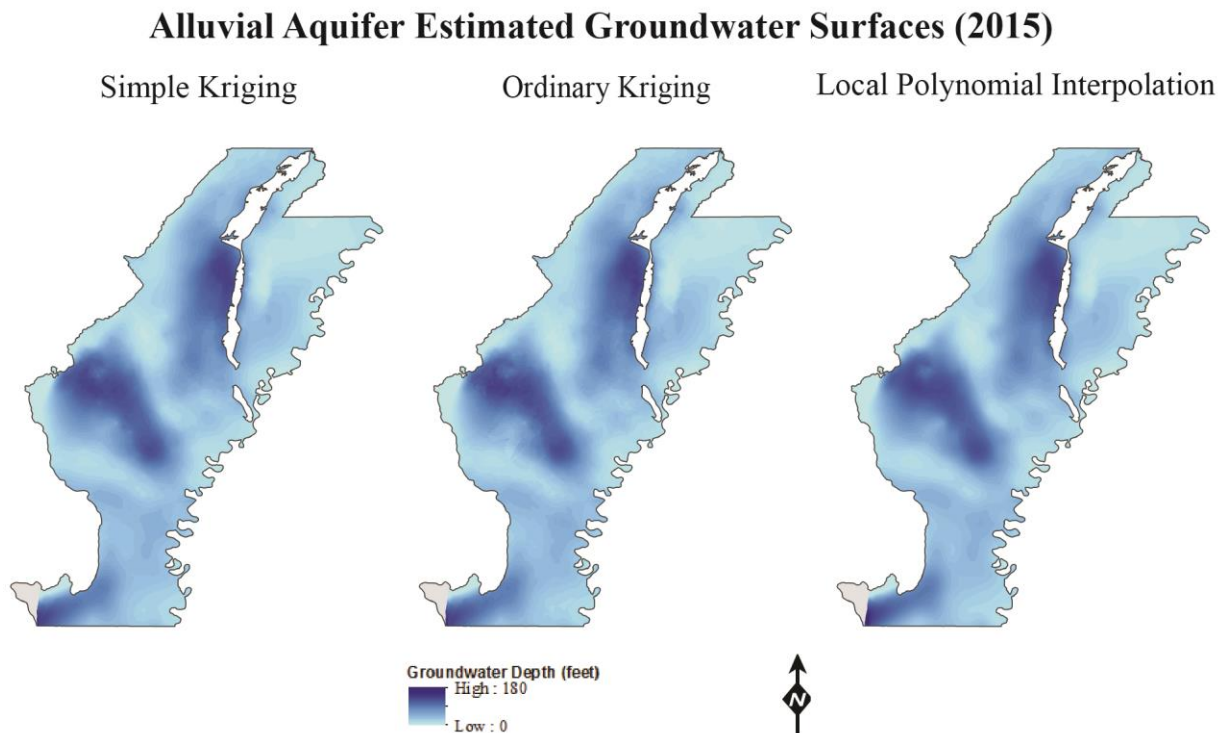 Alluvial Aquifer Estimated Groundwater Surfaces (2015)
Simple Kriging
Ordinary Kriging
Local Polynomial Interpolation
Groundwater Depth (feet)
High : 180
Low : 0
N